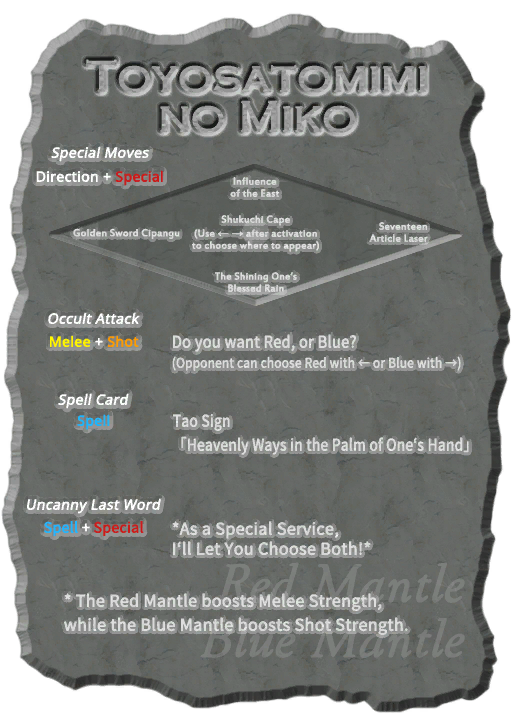 Toyosatomimi
no Miko
Special Moves
Direction + Special
Influence
of the East
Golden Sword Cipangu
Shukuchi Cape
(Use ← → after activation
to choose where to appear)
Seventeen
Article Laser
The Shining One's
Blessed Rain
Occult Attack
Melee + Shot
Do you want Red, or Blue?
(Opponent can choose Red with ← or Blue with →)
Spell Card
Spell
Tao Sign
「Heavenly Ways in the Palm of One's Hand」
Uncanny Last Word
Spell + Special
*As a Special Service,
I'll Let You Choose Both!*
Red Mantle
* The Red Mantle boosts Melee Strength,
while the Blue Mantle boosts Shot Strength.
Blue Mantle